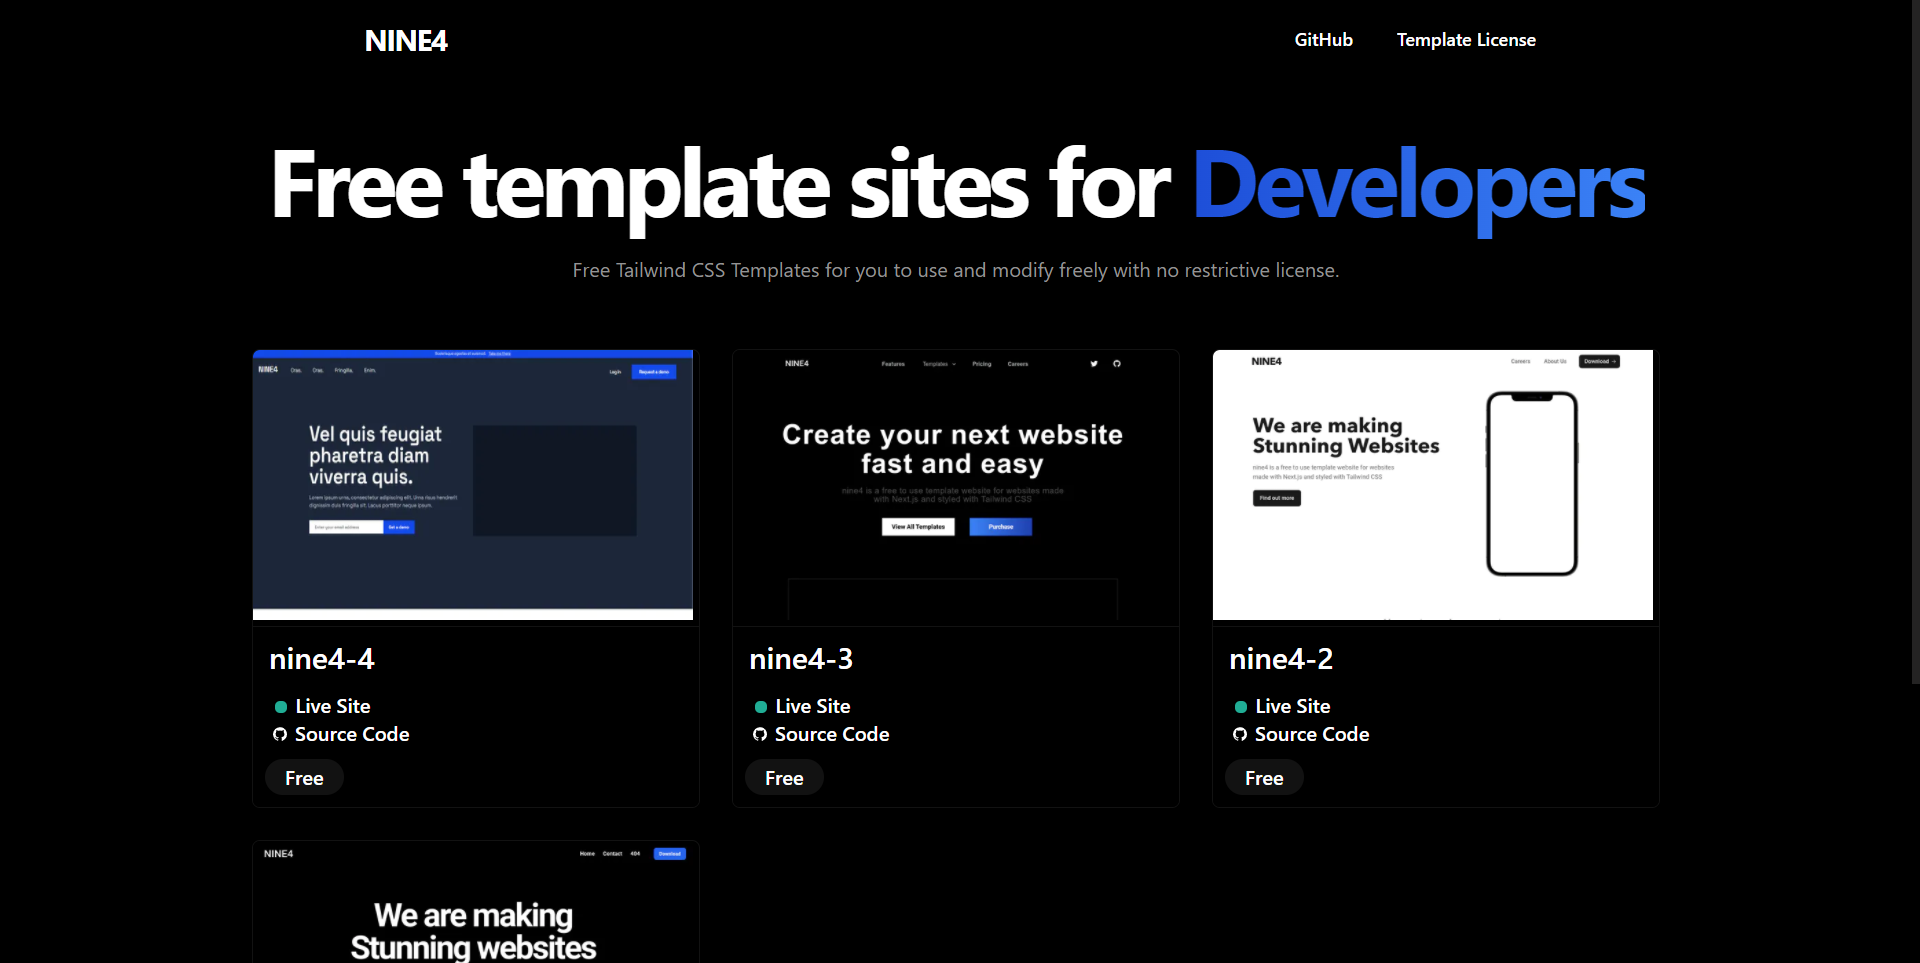 NINE4
GitHub
Template License
Free template sites for Developers
Free Tailwind CSS Templates for you to use and modify freely with no restrictive license.
NINE4
Cras.
Cras.
Fringilla.
Enim.
Log In
Request a demo
Vel quis feugiat
pharetra diam
viverra quis.
Lorem ipsum urna, consectetur adipiscing elit. Urna risus hendrerit
dignissim duis fringilla sit. Lacus porttitor neque ipsum.
Enter your email address
Get a demo
nine4-4
Live Site
Source Code
Free
NINE4
Features
Templates
Pricing
Careers
Create your next website
fast and easy
nine4 is a free to use template website for websites made
with Next.js and styled with Tailwind CSS
View All Templates
Purchase
nine4-3
Live Site
Source Code
Free
NINE4
Careers
About Us
Download →
We are making
Stunning Websites
nine4 is a free to use template website for websites
made with Next.js and styled with Tailwind CSS
Find out more
nine4-2
Live Site
Source Code
Free
NINE4
Home
Contact
404
Download
We are making
Stunning websites